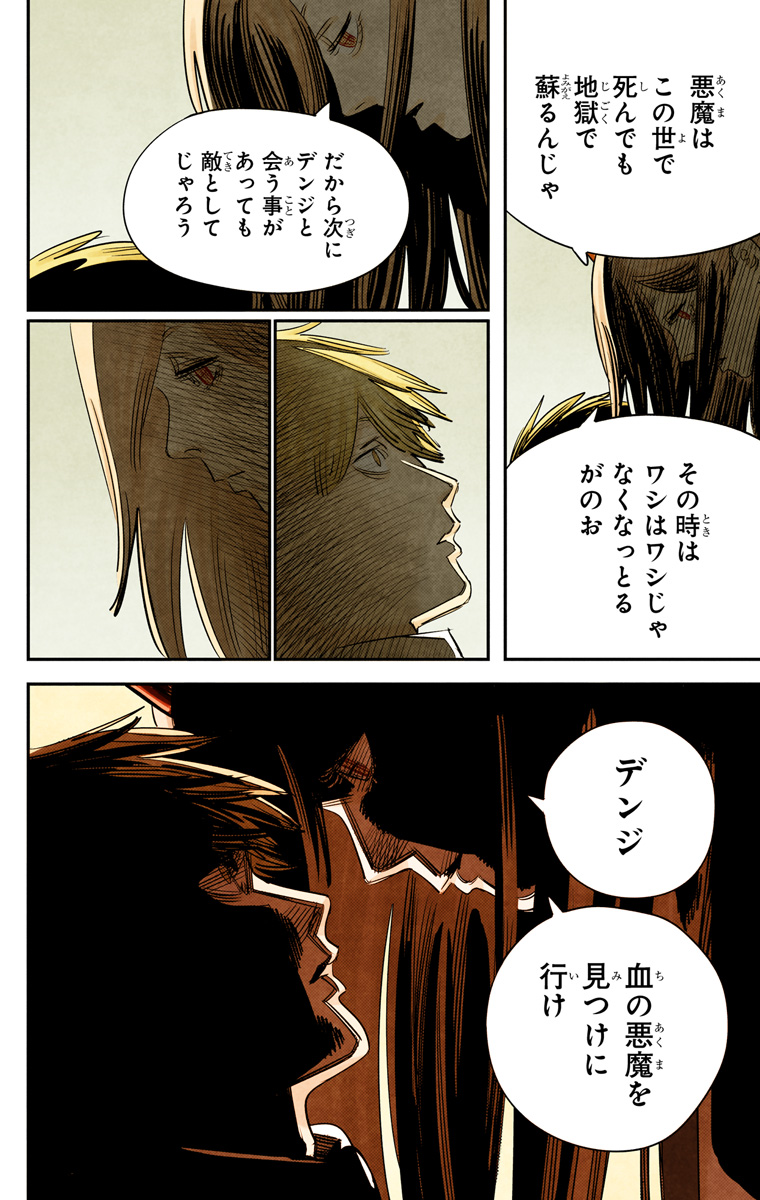 悪魔は
この世で
死んでも
地獄で
蘇るんじゃ
その時は
ワシはワシじゃ
なくなっとる
がのお
だから次に
デンジと
会う事が
あっても
敵として
じゃろう
デンジ
血の悪魔を
見つけに
行け